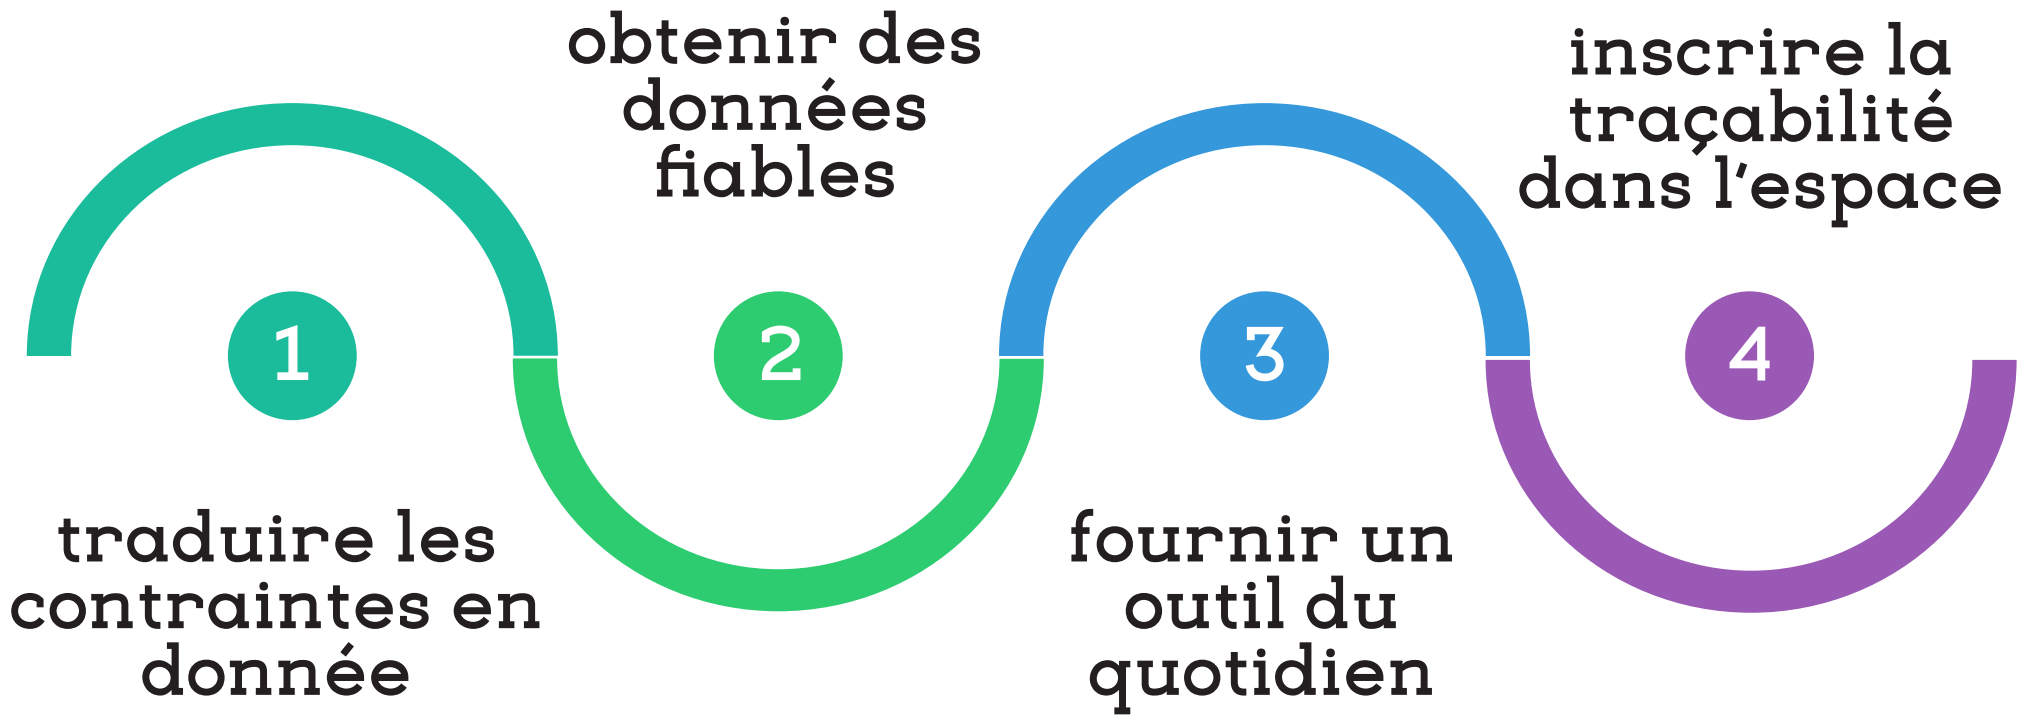 1
traduire les
contraintes en
donnée
obtenir des
données
fiables
2
3
fournir un
outil du
quotidien
inscrire la
traçabilité
dans l'espace
4